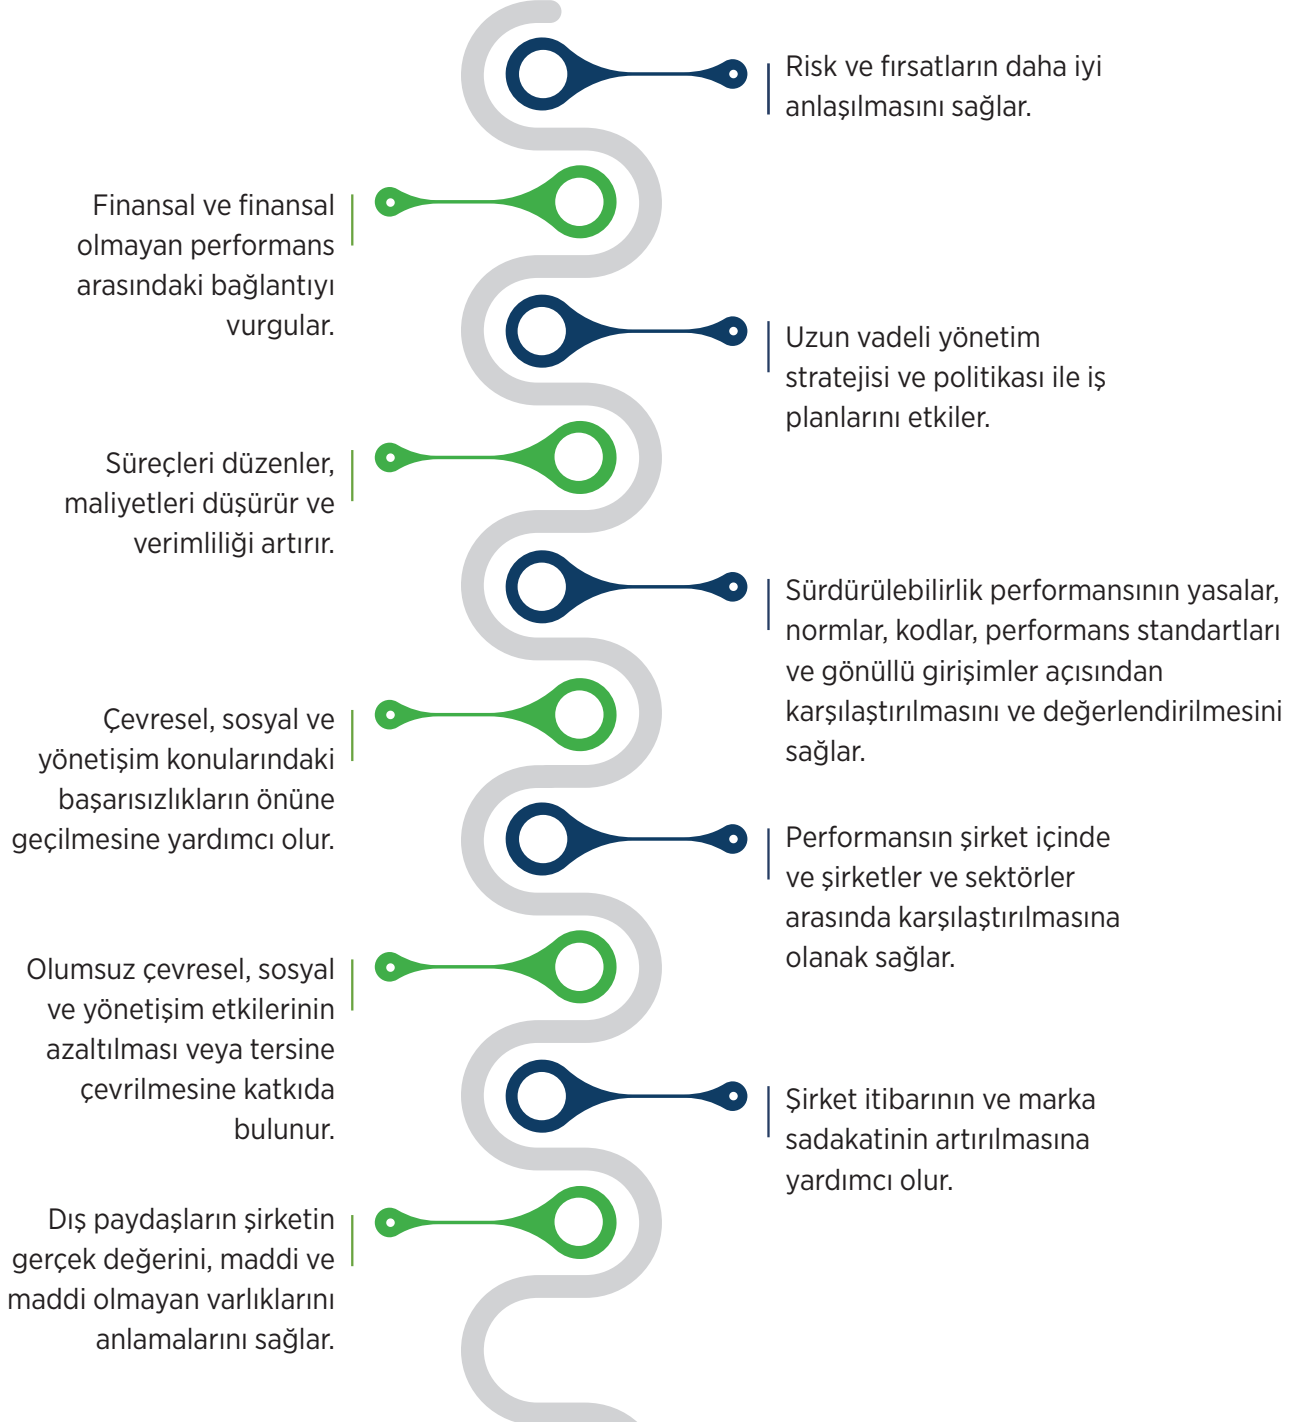 Risk ve fırsatların daha iyi
anlaşılmasını sağlar.
Finansal ve finansal
olmayan performans
arasındaki bağlantıyı
vurgular.
Uzun vadeli yönetim
stratejisi ve politikası ile iş
planlarını etkiler.
Süreçleri düzenler,
maliyetleri düşürür ve
verimliliği artırır.
Sürdürülebilirlik performansının yasalar,
normlar, kodlar, performans standartları
ve gönüllü girişimler açısından
karşılaştırılmasını ve değerlendirilmesini
sağlar.
Çevresel, sosyal ve
yönetişim konularındaki
başarısızlıkların önüne
geçilmesine yardımcı olur.
Performansın şirket içinde
ve şirketler ve sektörler
arasında karşılaştırılmasına
olanak sağlar.
Olumsuz çevresel, sosyal
ve yönetişim etkilerinin
azaltılması veya tersine
çevrilmesine katkıda
bulunur.
Şirket itibarının ve marka
sadakatinin artırılmasına
yardımcı olur.
Dış paydaşların şirketin
gerçek değerini, maddi ve
maddi olmayan varlıklarını
anlamalarını sağlar.